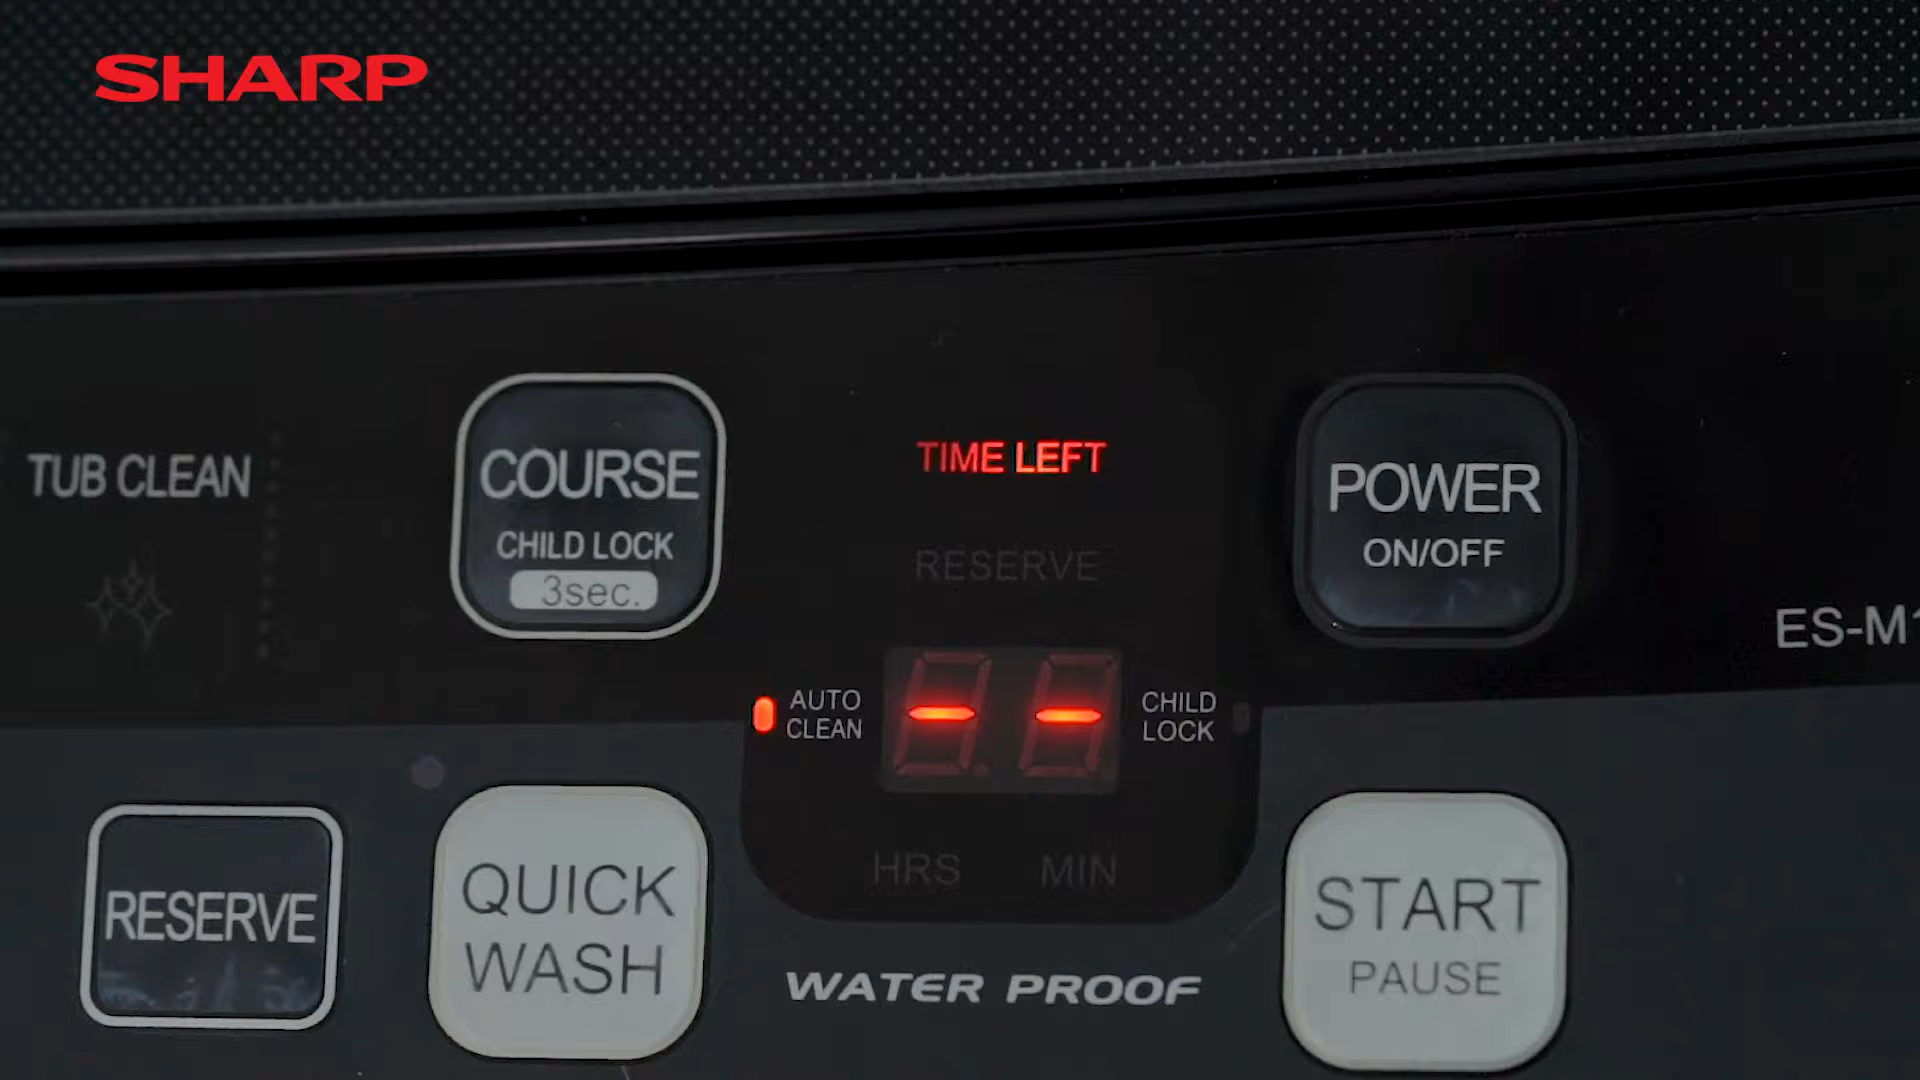 SHARP
TUB CLEAN
COURSE
CHILD LOCK
3sec.
TIME LEFT
RESERVE
POWER
ON/OFF
ES-M1
AUTO
CLEAN
--
CHILD
LOCK
HRS MIN
RESERVE
QUICK
WASH
WATER PROOF
START
PAUSE